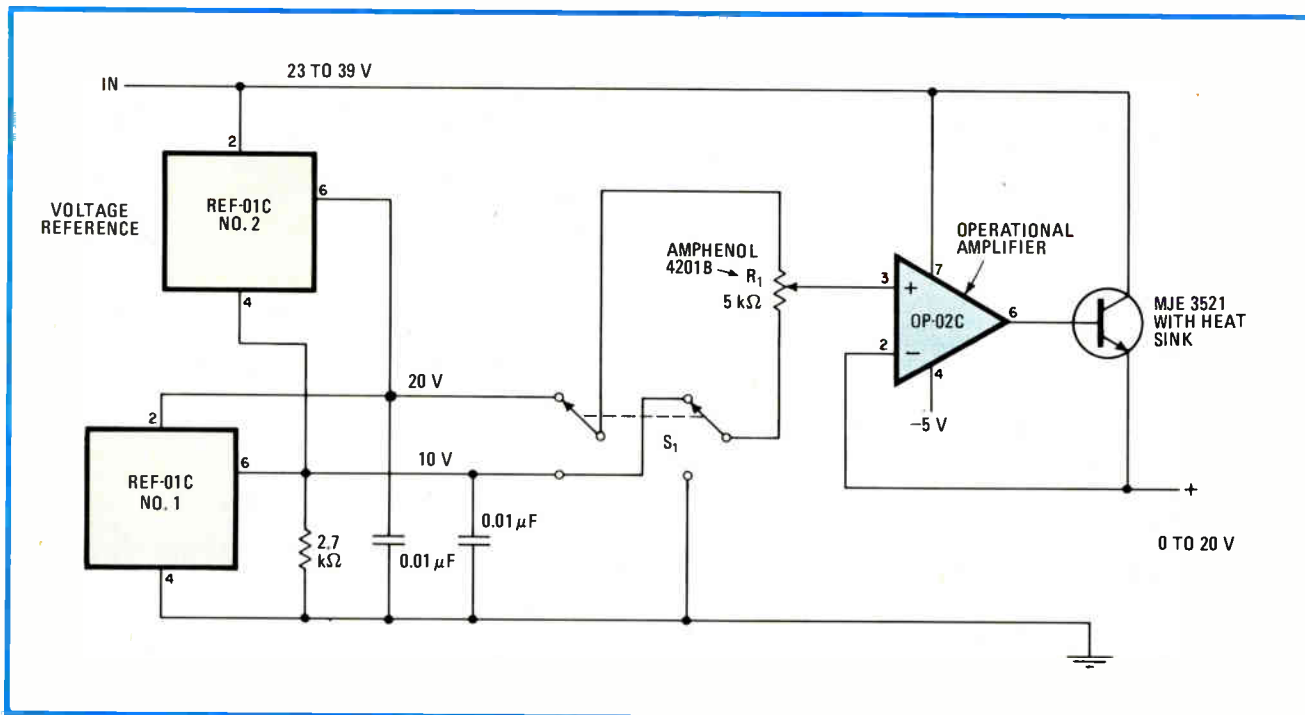 IN
23 TO 39 V
2
REF-01C
NO. 2
6
4
VOLTAGE
REFERENCE
2
REF-01C
NO. 1
6
4
20 V
10 V
2.7
kΩ
0.01 μF
0.01 μF
S1
AMPHENOL
4201B
R1
5 kΩ
OPERATIONAL
AMPLIFIER
3
+
7
OP-02C
6
2
−
4
−5 V
MJE 3521
WITH HEAT
SINK
+
0 TO 20 V